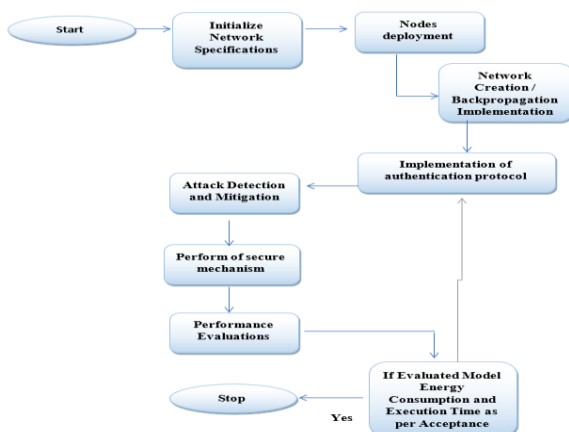 Start
Initialize
Network
Specifications
Nodes
deployment
Network
Creation /
Backpropagation
Implementation
Implementation of
authentication protocol
Attack Detection
and Mitigation
Perform of secure
mechanism
Performance
Evaluations
If Evaluated Model
Energy
Consumption and
Execution Time as
per Acceptance
Stop
Yes